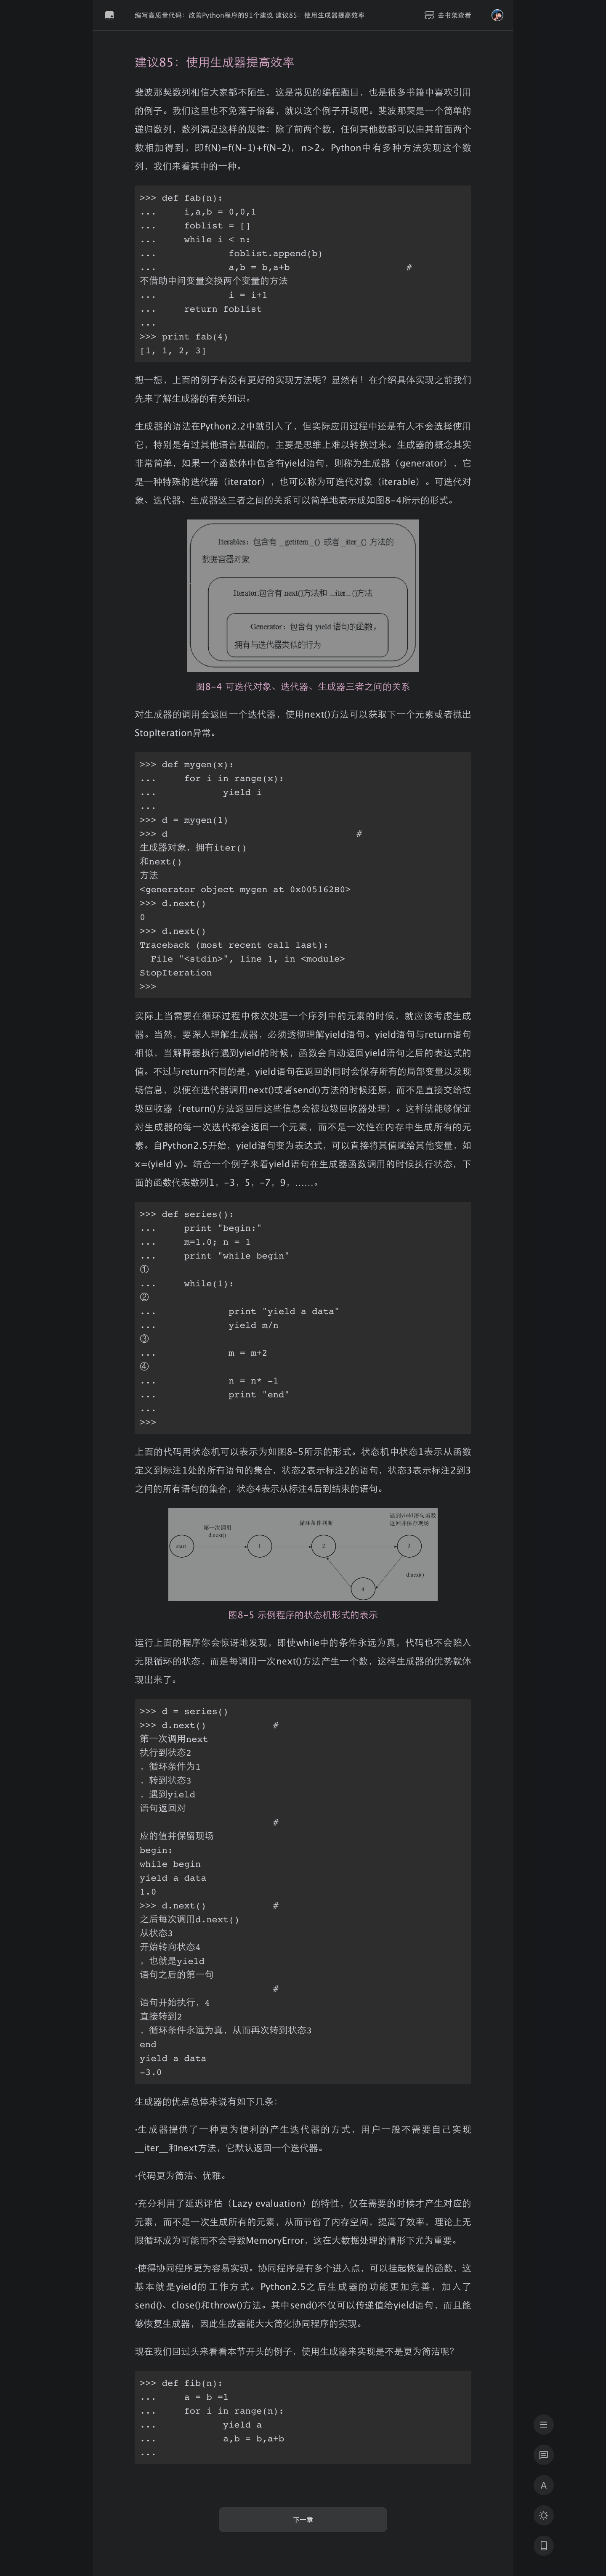 编写高质量代码：改善Python程序的91个建议 建议85：使用生成器提高效率
去书架查看
建议85：使用生成器提高效率
斐波那契数列相信大家都不陌生，这是常见的编程题目，也是很多书籍中喜欢引用
的例子。我们这里也不免落于俗套，就以这个例子开场吧。斐波那契是一个简单的
递归数列，数列满足这样的规律：除了前两个数，任何其他数都可以由其前面两个
数相加得到，即f(N)=f(N-1)+f(N-2)，n>2。Python中有多种方法实现这个数
列，我们来看其中的一种。
>>> def fab(n):
...     i,a,b = 0,0,1
...     foblist = []
...     while i < n:
...             foblist.append(b)
...             a,b = b,a+b                     #
不借助中间变量交换两个变量的方法
...             i = i+1
...     return foblist
...
>>> print fab(4)
[1, 1, 2, 3]
想一想，上面的例子有没有更好的实现方法呢？显然有！在介绍具体实现之前我们
先来了解生成器的有关知识。
生成器的语法在Python2.2中就引入了，但实际应用过程中还是有人不会选择使用
它，特别是有过其他语言基础的，主要是思维上难以转换过来。生成器的概念其实
非常简单，如果一个函数体中包含有yield语句，则称为生成器（generator），它
是一种特殊的迭代器（iterator），也可以称为可迭代对象（iterable）。可迭代对
象、迭代器、生成器这三者之间的关系可以简单地表示成如图8-4所示的形式。
Iterables：包含有 __getitem__() 或者 __iter__() 方法的
数据容器对象
Iterator:包含有 next()方法和 __iter__()方法
Generator：包含有 yield 语句的函数，
拥有与迭代器类似的行为
图8-4 可迭代对象、迭代器、生成器三者之间的关系
对生成器的调用会返回一个迭代器，使用next()方法可以获取下一个元素或者抛出
StopIteration异常。
>>> def mygen(x):
...     for i in range(x):
...            yield i
...
>>> d = mygen(1)
>>> d                                  #
生成器对象，拥有iter()
和next()
方法
<generator object mygen at 0x005162B0>
>>> d.next()
0
>>> d.next()
Traceback (most recent call last):
  File "<stdin>", line 1, in <module>
StopIteration
>>>
实际上当需要在循环过程中依次处理一个序列中的元素的时候，就应该考虑生成
器。当然，要深入理解生成器，必须透彻理解yield语句。yield语句与return语句
相似，当解释器执行遇到yield的时候，函数会自动返回yield语句之后的表达式的
值。不过与return不同的是，yield语句在返回的同时会保存所有的局部变量以及现
场信息，以便在迭代器调用next()或者send()方法的时候还原，而不是直接交给垃
圾回收器（return()方法返回后这些信息会被垃圾回收器处理）。这样就能够保证
对生成器的每一次迭代都会返回一个元素，而不是一次性在内存中生成所有的元
素。自Python2.5开始，yield语句变为表达式，可以直接将其值赋给其他变量，如
x=(yield y)。结合一个例子来看yield语句在生成器函数调用的时候执行状态，下
面的函数代表数列1，-3，5，-7，9，……。
>>> def series():
...     print "begin:"
...     m=1.0; n = 1
...     print "while begin"
①
...     while(1):
②
...             print "yield a data"
...             yield m/n
③
...             m = m+2
④
...             n = n* -1
...             print "end"
...
>>>
上面的代码用状态机可以表示为如图8-5所示的形式。状态机中状态1表示从函数
定义到标注1处的所有语句的集合，状态2表示标注2的语句，状态3表示标注2到3
之间的所有语句的集合，状态4表示从标注4后到结束的语句。
第一次调用
d.next()
循环条件判断
遇到yield语句函数
返回并保存现场
start
1
2
3
d.next()
4
图8-5 示例程序的状态机形式的表示
运行上面的程序你会惊讶地发现，即使while中的条件永远为真，代码也不会陷入
无限循环的状态，而是每调用一次next()方法产生一个数，这样生成器的优势就体
现出来了。
>>> d = series()
>>> d.next()            #
第一次调用next
执行到状态2
，循环条件为1
，转到状态3
，遇到yield
语句返回对
#
应的值并保留现场
begin:
while begin
yield a data
1.0
>>> d.next()            #
之后每次调用d.next()
从状态3
开始转向状态4
，也就是yield
语句之后的第一句
#
语句开始执行，4
直接转到2
，循环条件永远为真，从而再次转到状态3
end
yield a data
-3.0
生成器的优点总体来说有如下几条：
·生成器提供了一种更为便利的产生迭代器的方式，用户一般不需要自己实现
__iter__和next方法，它默认返回一个迭代器。
·代码更为简洁、优雅。
·充分利用了延迟评估（Lazy evaluation）的特性，仅在需要的时候才产生对应的
元素，而不是一次生成所有的元素，从而节省了内存空间，提高了效率，理论上无
限循环成为可能而不会导致MemoryError，这在大数据处理的情形下尤为重要。
·使得协同程序更为容易实现。协同程序是有多个进入点，可以挂起恢复的函数，这
基本就是yield的工作方式。Python2.5之后生成器的功能更加完善，加入了
send()、close()和throw()方法。其中send()不仅可以传递值给yield语句，而且能
够恢复生成器，因此生成器能大大简化协同程序的实现。
现在我们回过头来看看本节开头的例子，使用生成器来实现是不是更为简洁呢？
>>> def fib(n):
...     a = b =1
...     for i in range(n):
...            yield a
...            a,b = b,a+b
...
A
下一章